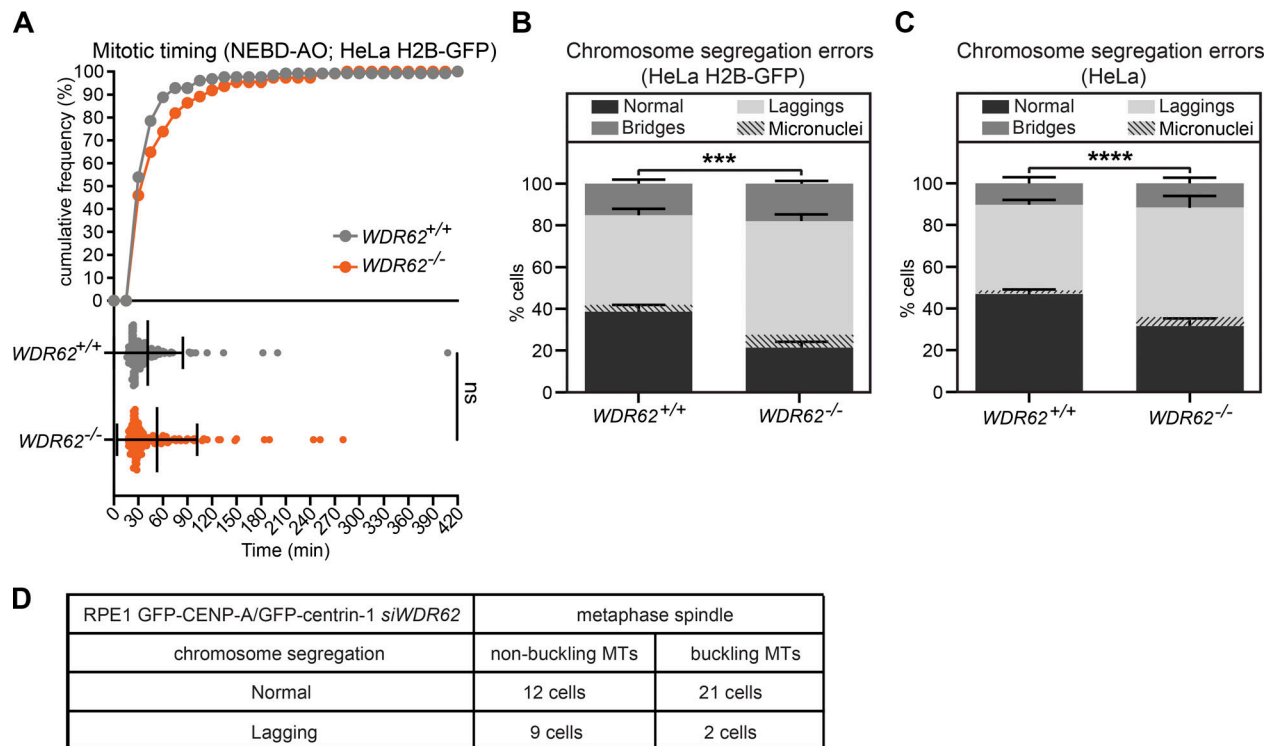 A
Mitotic timing (NEBD-AO; HeLa H2B-GFP)
cumulative frequency (%)
100
90
80
70
60
50
40
30
20
10
0
WDR62+/+
WDR62-/-
WDR62+/+
WDR62-/-
ns
0 30 60 90 120 150 180 210 240 270 300 330 360 390 420
Time (min)
B
Chromosome segregation errors
(HeLa H2B-GFP)
Normal Laggings
Bridges Micronuclei
***
% cells
100
80
60
40
20
0
WDR62+/+ WDR62-/-
C
Chromosome segregation errors
(HeLa)
Normal Laggings
Bridges Micronuclei
****
% cells
100
80
60
40
20
0
WDR62+/+ WDR62-/-
D
RPE1 GFP-CENP-A/GFP-centrin-1 siWDR62 metaphase spindle
chromosome segregation non-buckling MTs buckling MTs
Normal 12 cells 21 cells
Lagging 9 cells 2 cells